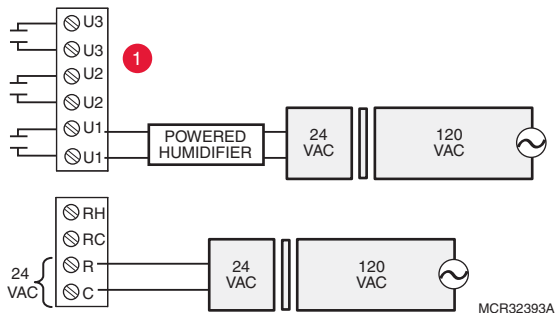 U3
U3
1
U2
U2
U1
U1
POWERED
HUMIDIFIER
24
VAC
120
VAC
RH
RC
R
C
24
VAC
24
VAC
120
VAC
MCR32393A